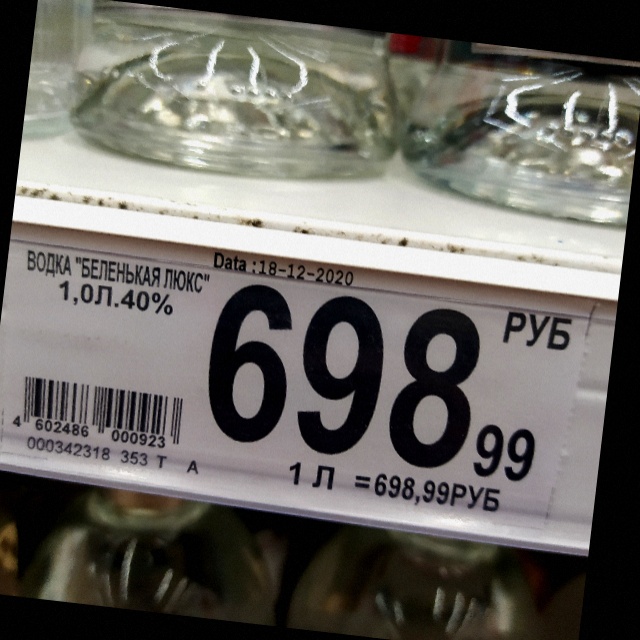 ВОДКА "БЕЛЕНЬКАЯ ЛЮКС"
1,0Л.40%
Data :18-12-2020
698 99
РУБ
4 602486 000923
000342318 353 Т А
1 Л =698,99РУБ